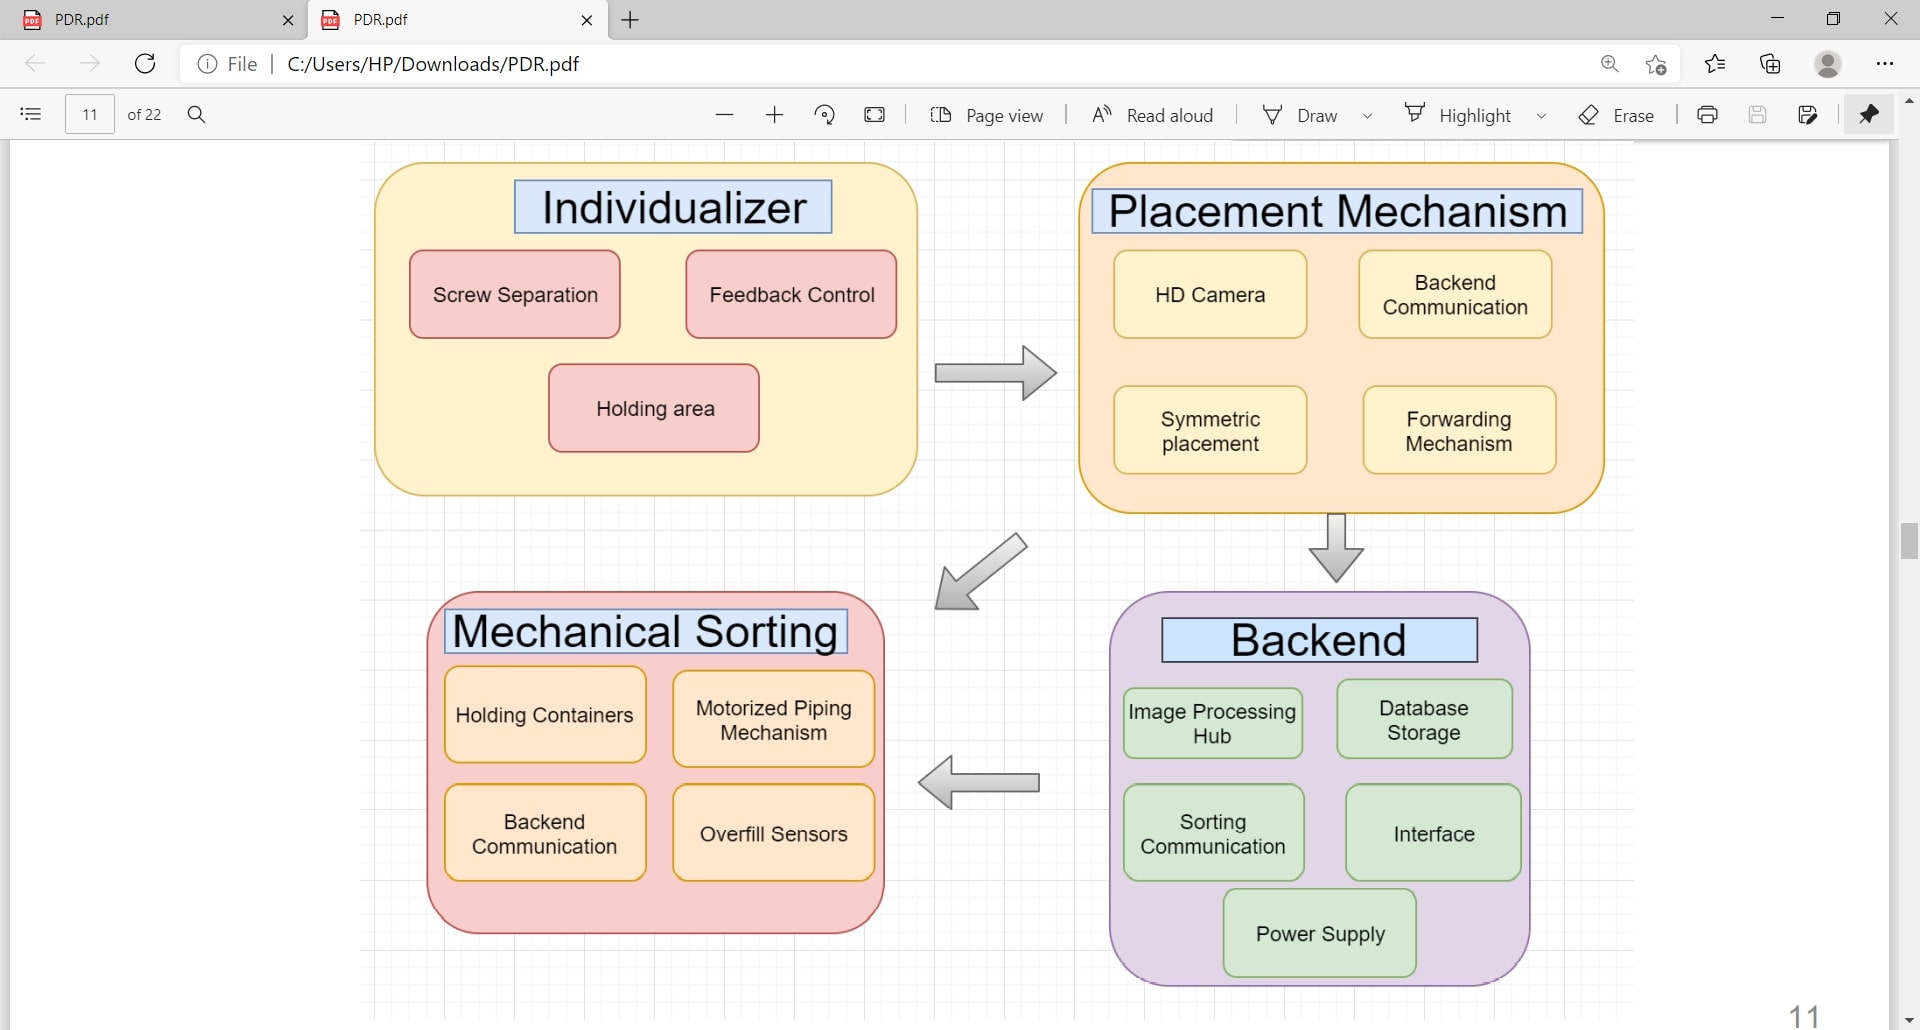 PDR.pdf
PDR.pdf
File
C:/Users/HP/Downloads/PDR.pdf
11
of 22
Page view
Read aloud
Draw
Highlight
Erase
Individualizer
Screw Separation
Feedback Control
Holding area
Placement Mechanism
HD Camera
Backend
Communication
Symmetric
placement
Forwarding
Mechanism
Mechanical Sorting
Holding Containers
Motorized Piping
Mechanism
Backend
Communication
Overfill Sensors
Backend
Image Processing
Hub
Database
Storage
Sorting
Communication
Interface
Power Supply
11